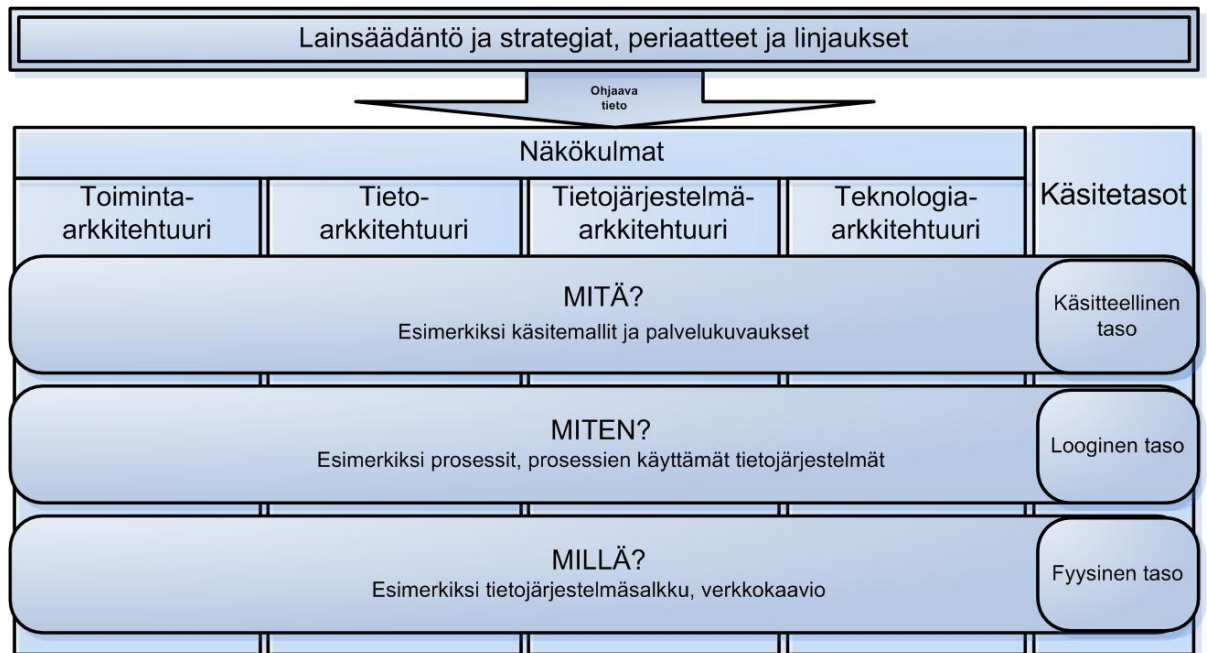 Lainsäädäntö ja strategiat, periaatteet ja linjaukset
Ohjaava
tieto
Näkökulmat
Käsitetasot
Toiminta-
arkkitehtuuri
Tieto-
arkkitehtuuri
Tietojärjestelmä-
arkkitehtuuri
Teknologia-
arkkitehtuuri
MITÄ?
Esimerkiksi käsitemallit ja palvelukuvaukset
Käsitteellinen
taso
MITEN?
Esimerkiksi prosessit, prosessien käyttämät tietojärjestelmät
Looginen taso
MILLÄ?
Esimerkiksi tietojärjestelmäsalkku, verkkokaavio
Fyysinen taso